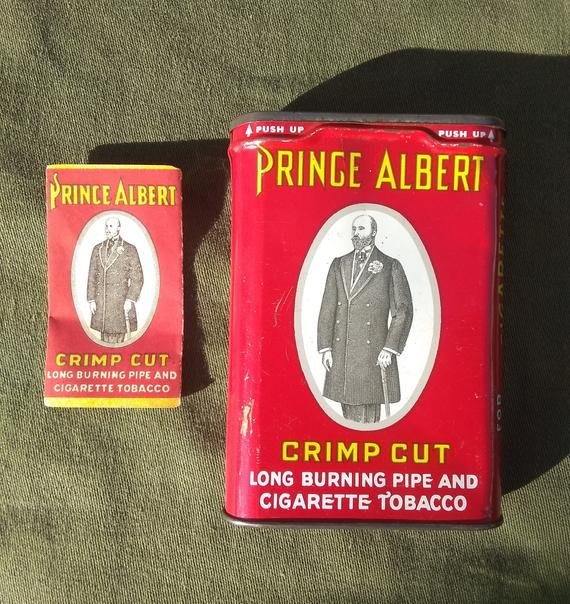 PRINCE ALBERT
CRIMP CUT
LONG BURNING PIPE AND
CIGARETTE TOBACCO
PUSH UP PUSH UP
PRINCE ALBERT
CRIMP CUT
LONG BURNING PIPE AND
CIGARETTE TOBACCO
FOR